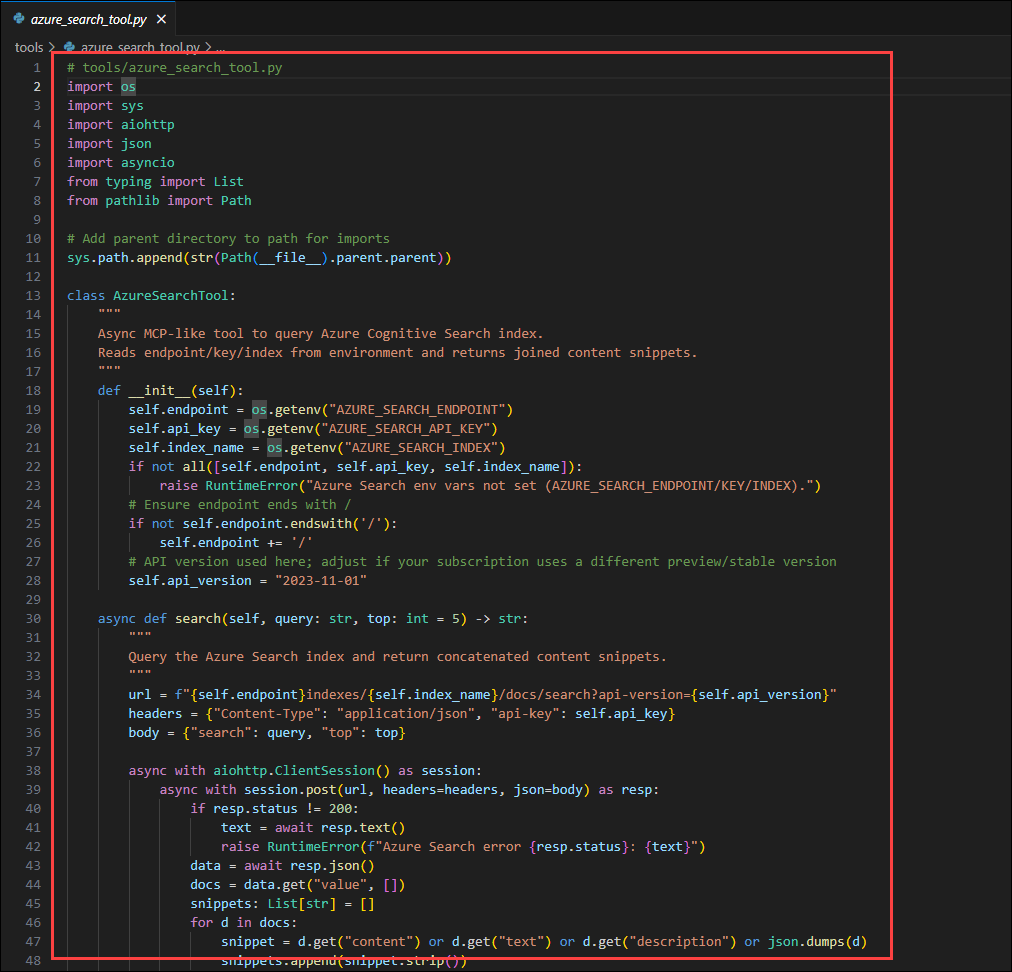 azure_search_tool.py
tools > azure_search_tool.py > ...
1 # tools/azure_search_tool.py
2 import os
3 import sys
4 import aiohttp
5 import json
6 import asyncio
7 from typing import List
8 from pathlib import Path
9
10 # Add parent directory to path for imports
11 sys.path.append(str(Path(__file__).parent.parent))
12
13 class AzureSearchTool:
14     """
15     Async MCP-like tool to query Azure Cognitive Search index.
16     Reads endpoint/key/index from environment and returns joined content snippets.
17     """
18     def __init__(self):
19         self.endpoint = os.getenv("AZURE_SEARCH_ENDPOINT")
20         self.api_key = os.getenv("AZURE_SEARCH_API_KEY")
21         self.index_name = os.getenv("AZURE_SEARCH_INDEX")
22         if not all([self.endpoint, self.api_key, self.index_name]):
23             raise RuntimeError("Azure Search env vars not set (AZURE_SEARCH_ENDPOINT/KEY/INDEX).")
24         # Ensure endpoint ends with /
25         if not self.endpoint.endswith('/'):
26             self.endpoint += '/'
27         # API version used here; adjust if your subscription uses a different preview/stable version
28         self.api_version = "2023-11-01"
29
30     async def search(self, query: str, top: int = 5) -> str:
31         """
32         Query the Azure Search index and return concatenated content snippets.
33         """
34         url = f"{self.endpoint}indexes/{self.index_name}/docs/search?api-version={self.api_version}"
35         headers = {"Content-Type": "application/json", "api-key": self.api_key}
36         body = {"search": query, "top": top}
37
38         async with aiohttp.ClientSession() as session:
39             async with session.post(url, headers=headers, json=body) as resp:
40                 if resp.status != 200:
41                     text = await resp.text()
42                     raise RuntimeError(f"Azure Search error {resp.status}: {text}")
43                 data = await resp.json()
44                 docs = data.get("value", [])
45                 snippets: List[str] = []
46                 for d in docs:
47                     snippet = d.get("content") or d.get("text") or d.get("description") or json.dumps(d)
48                     snippets.append(snippet.strip())